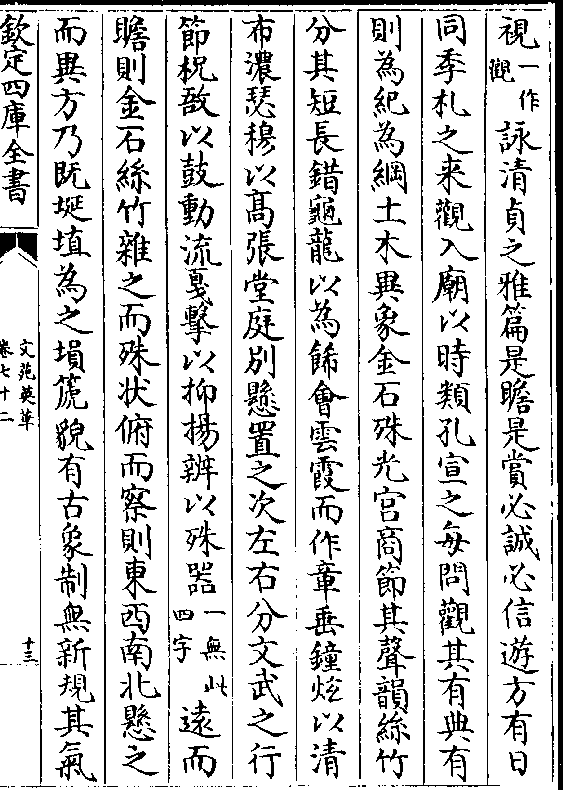 視一作觀詠清貞之雅篇是瞻是賞必誠必信遊方有日
同季札之来觀入廟以時類孔宣之每問觀其有典有
則為紀為綱土木異象金石殊光宫商節其聲韻絲竹
分其短長錯龜龍以為餙會雲霞而作章垂鐘炫以清
布濃瑟穆以髙張堂庭别懸置之次左右分文武之行
節柷敔以鼓動流戞擊以抑揚辨以殊器一無此四字遠而
瞻則金石絲竹雜之而殊状俯而察則東西南北懸之
而異方乃既埏埴為之塤箎貌有古象制無新規其氣
欽定四庫全書
文苑英華
卷七十二
十三